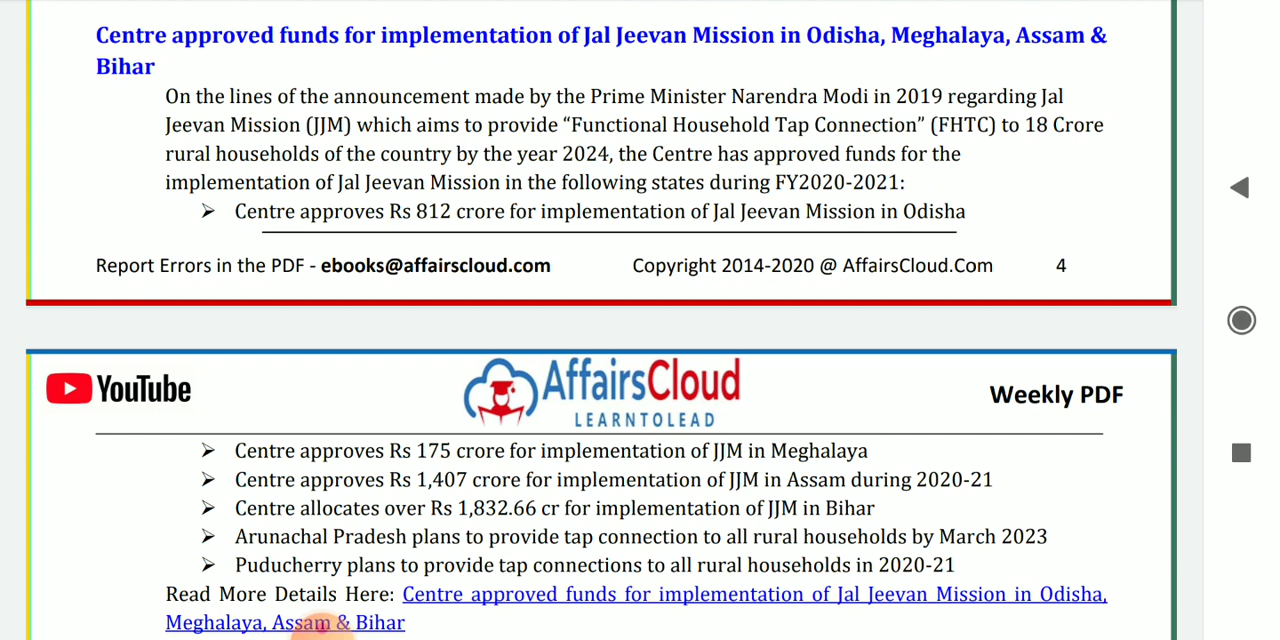 Centre approved funds for implementation of Jal Jeevan Mission in Odisha, Meghalaya, Assam &
Bihar
On the lines of the announcement made by the Prime Minister Narendra Modi in 2019 regarding Jal
Jeevan Mission (JJM) which aims to provide “Functional Household Tap Connection” (FHTC) to 18 Crore
rural households of the country by the year 2024, the Centre has approved funds for the
implementation of Jal Jeevan Mission in the following states during FY2020-2021:
➢ Centre approves Rs 812 crore for implementation of Jal Jeevan Mission in Odisha
Report Errors in the PDF - ebooks@affairscloud.com Copyright 2014-2020 @ AffairsCloud.Com 4
YouTube AffairsCloud Weekly PDF
LEARNTOLEAD
➢ Centre approves Rs 175 crore for implementation of JJM in Meghalaya
➢ Centre approves Rs 1,407 crore for implementation of JJM in Assam during 2020-21
➢ Centre allocates over Rs 1,832.66 cr for implementation of JJM in Bihar
➢ Arunachal Pradesh plans to provide tap connection to all rural households by March 2023
➢ Puducherry plans to provide tap connections to all rural households in 2020-21
Read More Details Here: Centre approved funds for implementation of Jal Jeevan Mission in Odisha,
Meghalaya, Assam & Bihar